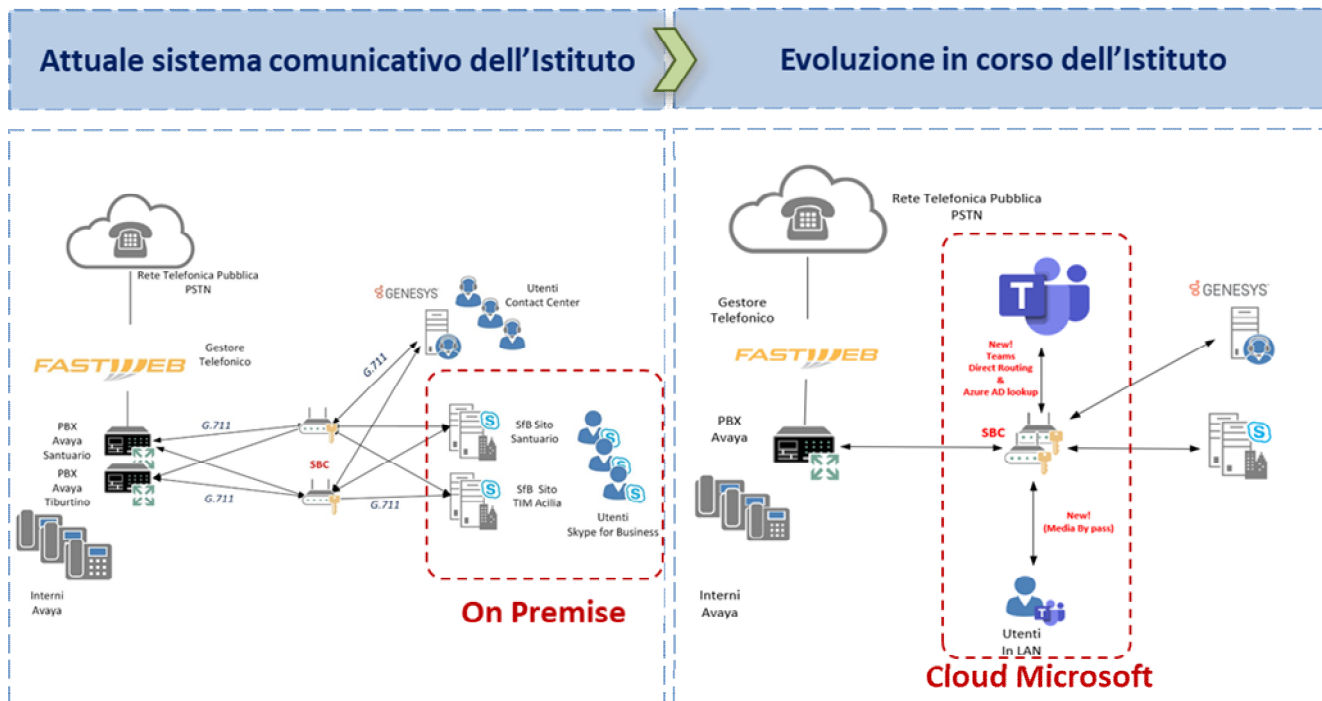 Attuale sistema comunicativo dell'Istituto
Evoluzione in corso dell'Istituto
Rete Telefonica Pubblica
PSTN
GENESYS
Utenti
Contact Center
Gestore
Telefonico
FASTWEB
G.711
PBX
Avaya
Santuario
G.711
SfB Sito
Santuario
SBC
PBX
Avaya
Tiburtino
G.711
G.711
SfB Sito
TIM Acilia
Utenti
Skype for Business
Interni
Avaya
On Premise
Rete Telefonica Pubblica
PSTN
T
GENESYS
Gestore
Telefonico
FASTWEB
New!
Teams
Direct Routing
&
Azure AD lookup
PBX
Avaya
SBC
New!
(Media By pass)
Interni
Avaya
Utenti
In LAN
Cloud Microsoft